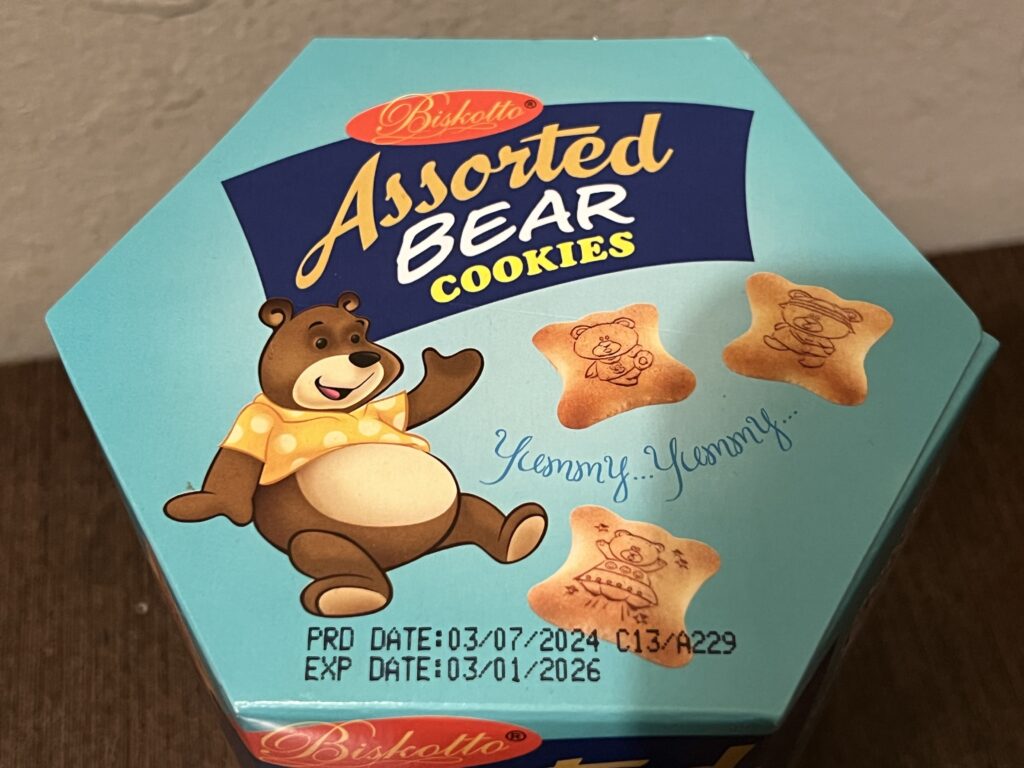 Biskotto®
Assorted
BEAR
COOKIES
Yummy...Yummy...
PRD DATE:03/07/2024 C13/A229
EXP DATE:03/01/2026
Biskotto®